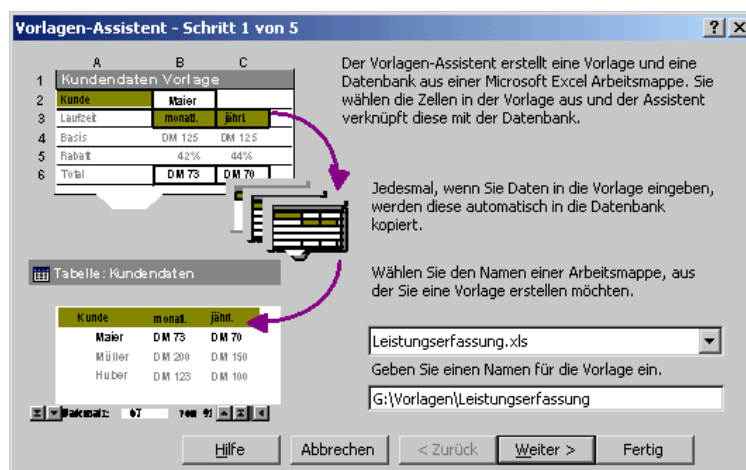 Vorlagen-Assistent - Schritt 1 von 5
A B C
1 Kundendaten Vorlage
2 Kunde Maier
3 Laufzeit monatl. jährl.
4 Basis DM 125 DM 125
5 Rabatt 42% 44%
6 Total DM 73 DM 70
Der Vorlagen-Assistent erstellt eine Vorlage und eine
Datenbank aus einer Microsoft Excel Arbeitsmappe. Sie
wählen die Zellen in der Vorlage aus und der Assistent
verknüpft diese mit der Datenbank.
Jedesmal, wenn Sie Daten in die Vorlage eingeben,
werden diese automatisch in die Datenbank
kopiert.
Tabelle: Kundendaten
Kunde monatl. jährl.
Maier DM 73 DM 70
Müller DM 200 DM 150
Huber DM 123 DM 100
67 von 91
Wählen Sie den Namen einer Arbeitsmappe, aus
der Sie eine Vorlage erstellen möchten.
Leistungserfassung.xls
Geben Sie einen Namen für die Vorlage ein.
G:\Vorlagen\Leistungserfassung
Hilfe Abbrechen < Zurück Weiter > Fertig